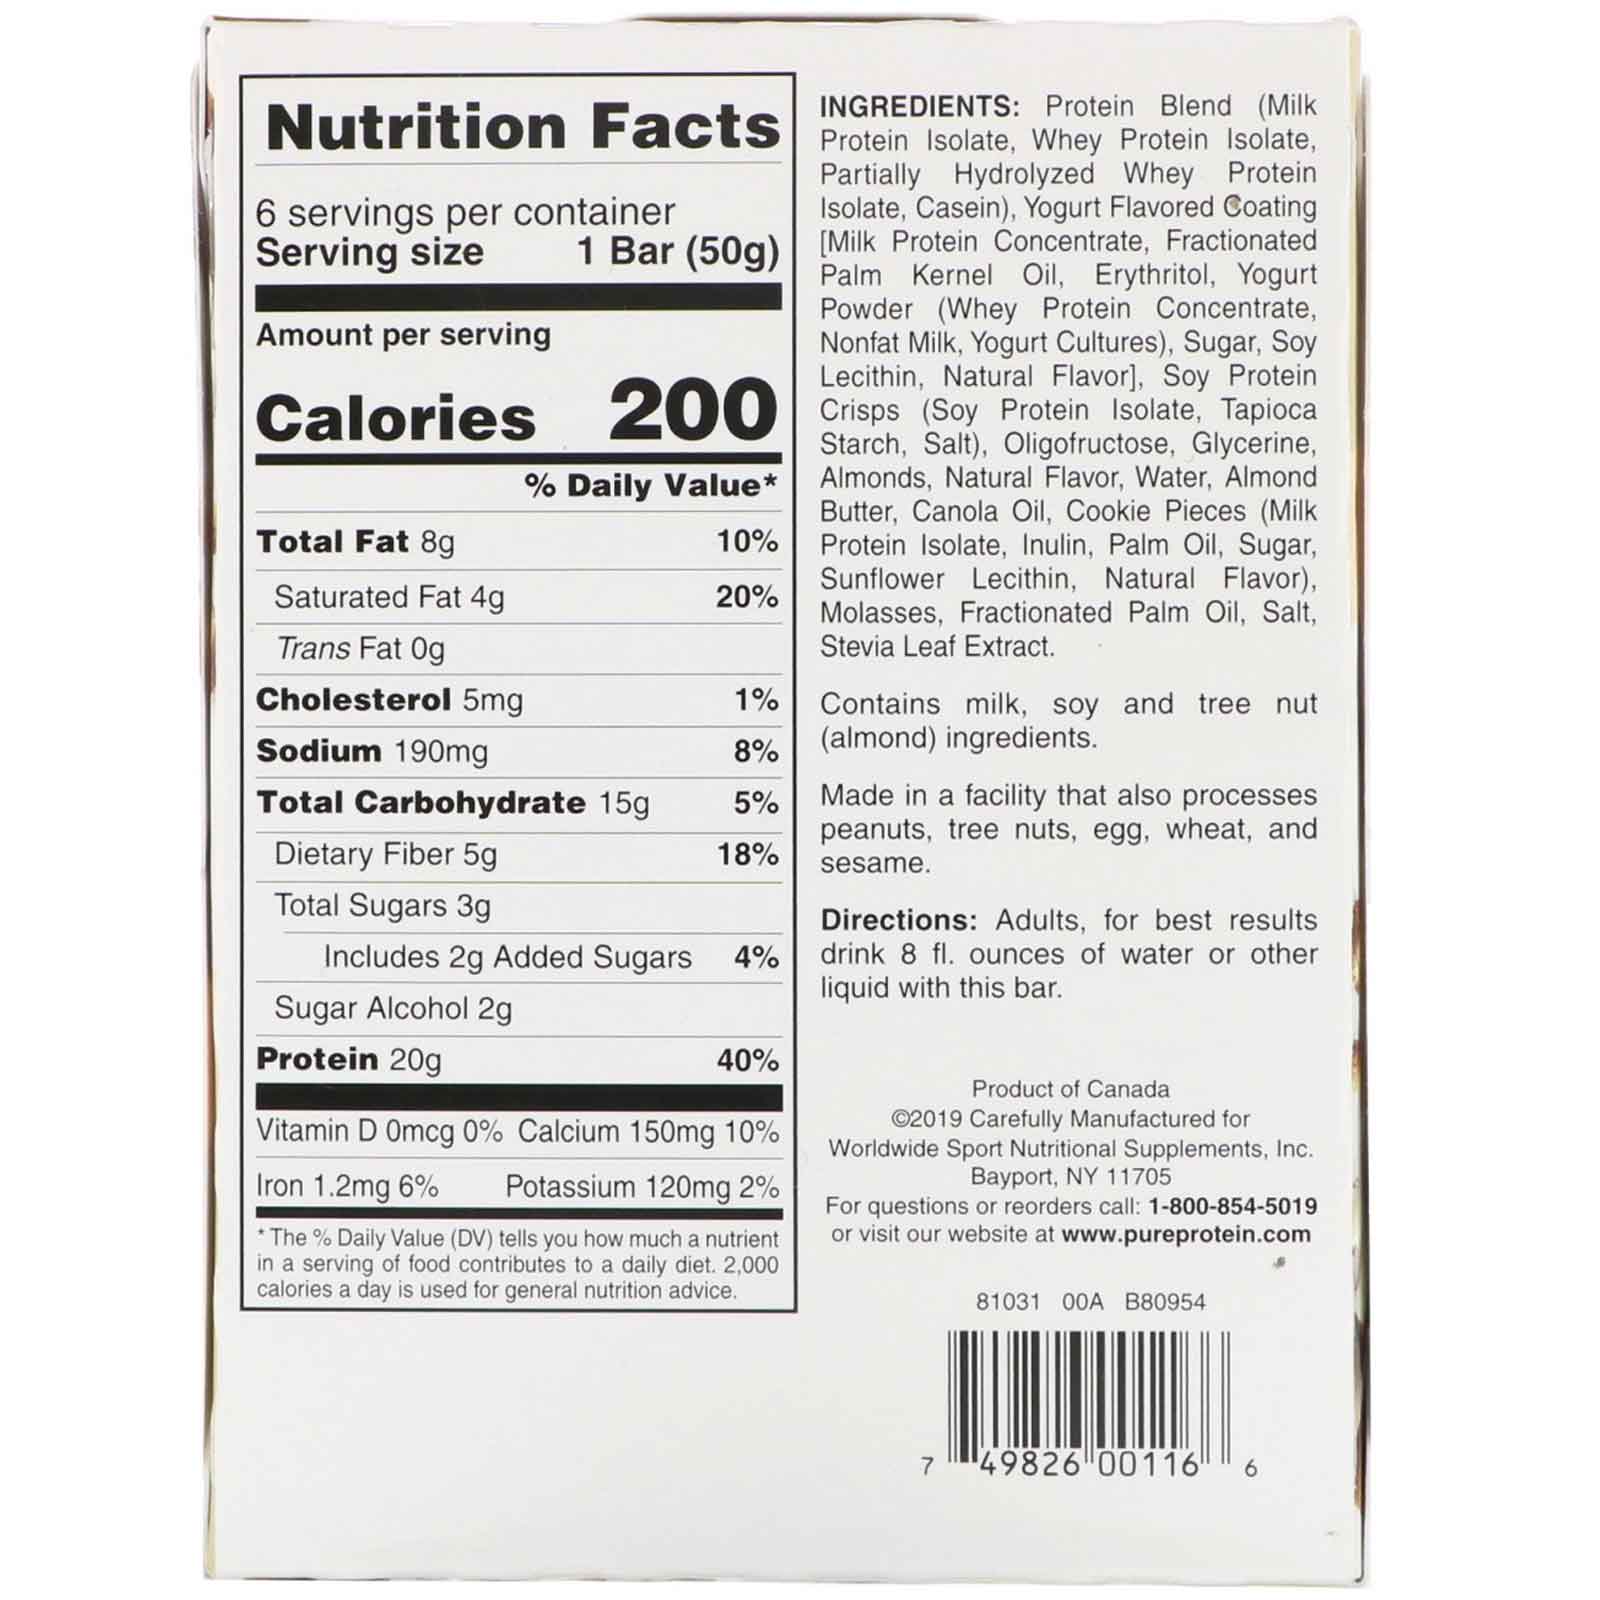 Nutrition Facts
6 servings per container
Serving size 1 Bar (50g)
Amount per serving
Calories 200
% Daily Value*
Total Fat 8g 10%
Saturated Fat 4g 20%
Trans Fat 0g
Cholesterol 5mg 1%
Sodium 190mg 8%
Total Carbohydrate 15g 5%
Dietary Fiber 5g 18%
Total Sugars 3g
Includes 2g Added Sugars 4%
Sugar Alcohol 2g
Protein 20g 40%
Vitamin D 0mcg 0% Calcium 150mg 10%
Iron 1.2mg 6% Potassium 120mg 2%
* The % Daily Value (DV) tells you how much a nutrient
in a serving of food contributes to a daily diet. 2,000
calories a day is used for general nutrition advice.
INGREDIENTS: Protein Blend (Milk
Protein Isolate, Whey Protein Isolate,
Partially Hydrolyzed Whey Protein
Isolate, Casein), Yogurt Flavored Coating
[Milk Protein Concentrate, Fractionated
Palm Kernel Oil, Erythritol, Yogurt
Powder (Whey Protein Concentrate,
Nonfat Milk, Yogurt Cultures), Sugar, Soy
Lecithin, Natural Flavor], Soy Protein
Crisps (Soy Protein Isolate, Tapioca
Starch, Salt), Oligofructose, Glycerine,
Almonds, Natural Flavor, Water, Almond
Butter, Canola Oil, Cookie Pieces (Milk
Protein Isolate, Inulin, Palm Oil, Sugar,
Sunflower Lecithin, Natural Flavor),
Molasses, Fractionated Palm Oil, Salt,
Stevia Leaf Extract.
Contains milk, soy and tree nut
(almond) ingredients.
Made in a facility that also processes
peanuts, tree nuts, egg, wheat, and
sesame.
Directions: Adults, for best results
drink 8 fl. ounces of water or other
liquid with this bar.
Product of Canada
©2019 Carefully Manufactured for
Worldwide Sport Nutritional Supplements, Inc.
Bayport, NY 11705
For questions or reorders call: 1-800-854-5019
or visit our website at www.pureprotein.com
81031 00A B80954
7 49826 00116 6